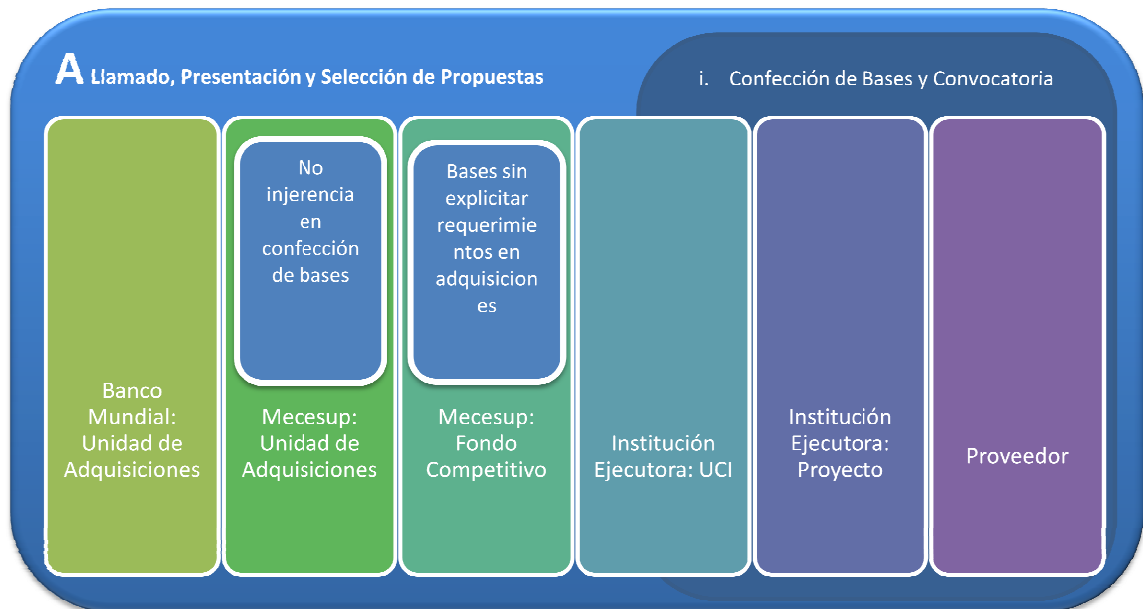 A Llamado, Presentación y Selección de Propuestas
i. Confección de Bases y Convocatoria
No
injerencia
en
confección
de bases
Bases sin
explicitar
requerimie
ntos en
adquisicion
es
Banco
Mundial:
Unidad de
Adquisiciones
Mecesup:
Unidad de
Adquisiciones
Mecesup:
Fondo
Competitivo
Institución
Ejecutora: UCI
Institución
Ejecutora:
Proyecto
Proveedor